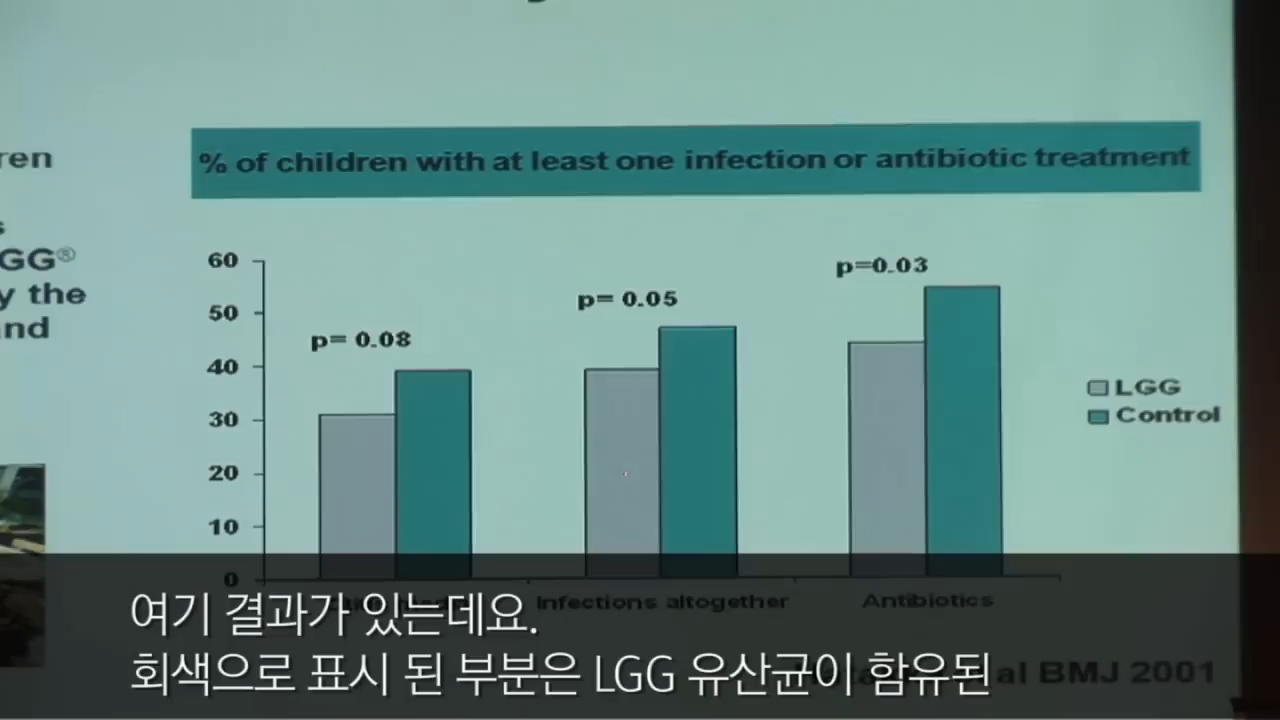 % of children with at least one infection or antibiotic treatment
ren
s
GG®
y the
and
60
50
40
30
20
10
0
p= 0.08
p= 0.05
p=0.03
LGG
Control
Infections altogether
Antibiotics
al BMJ 2001
여기 결과가 있는데요.
회색으로 표시 된 부분은 LGG 유산균이 함유된